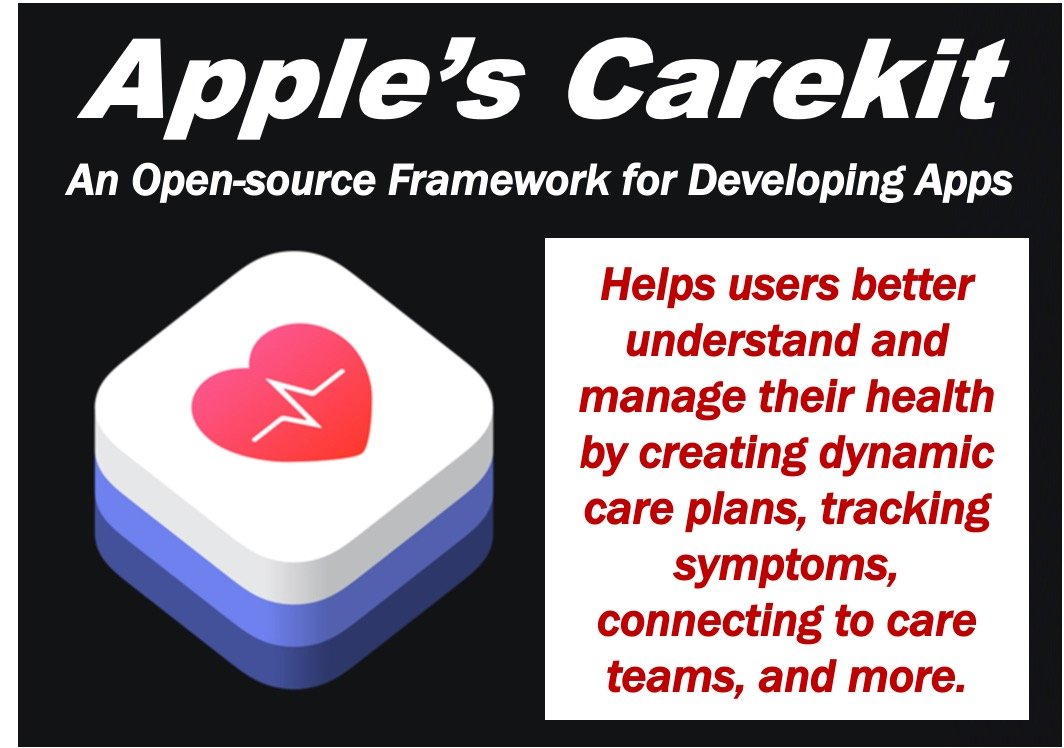 Apple’s Carekit
An Open-source Framework for Developing Apps
Helps users better
understand and
manage their health
by creating dynamic
care plans, tracking
symptoms,
connecting to care
teams, and more.